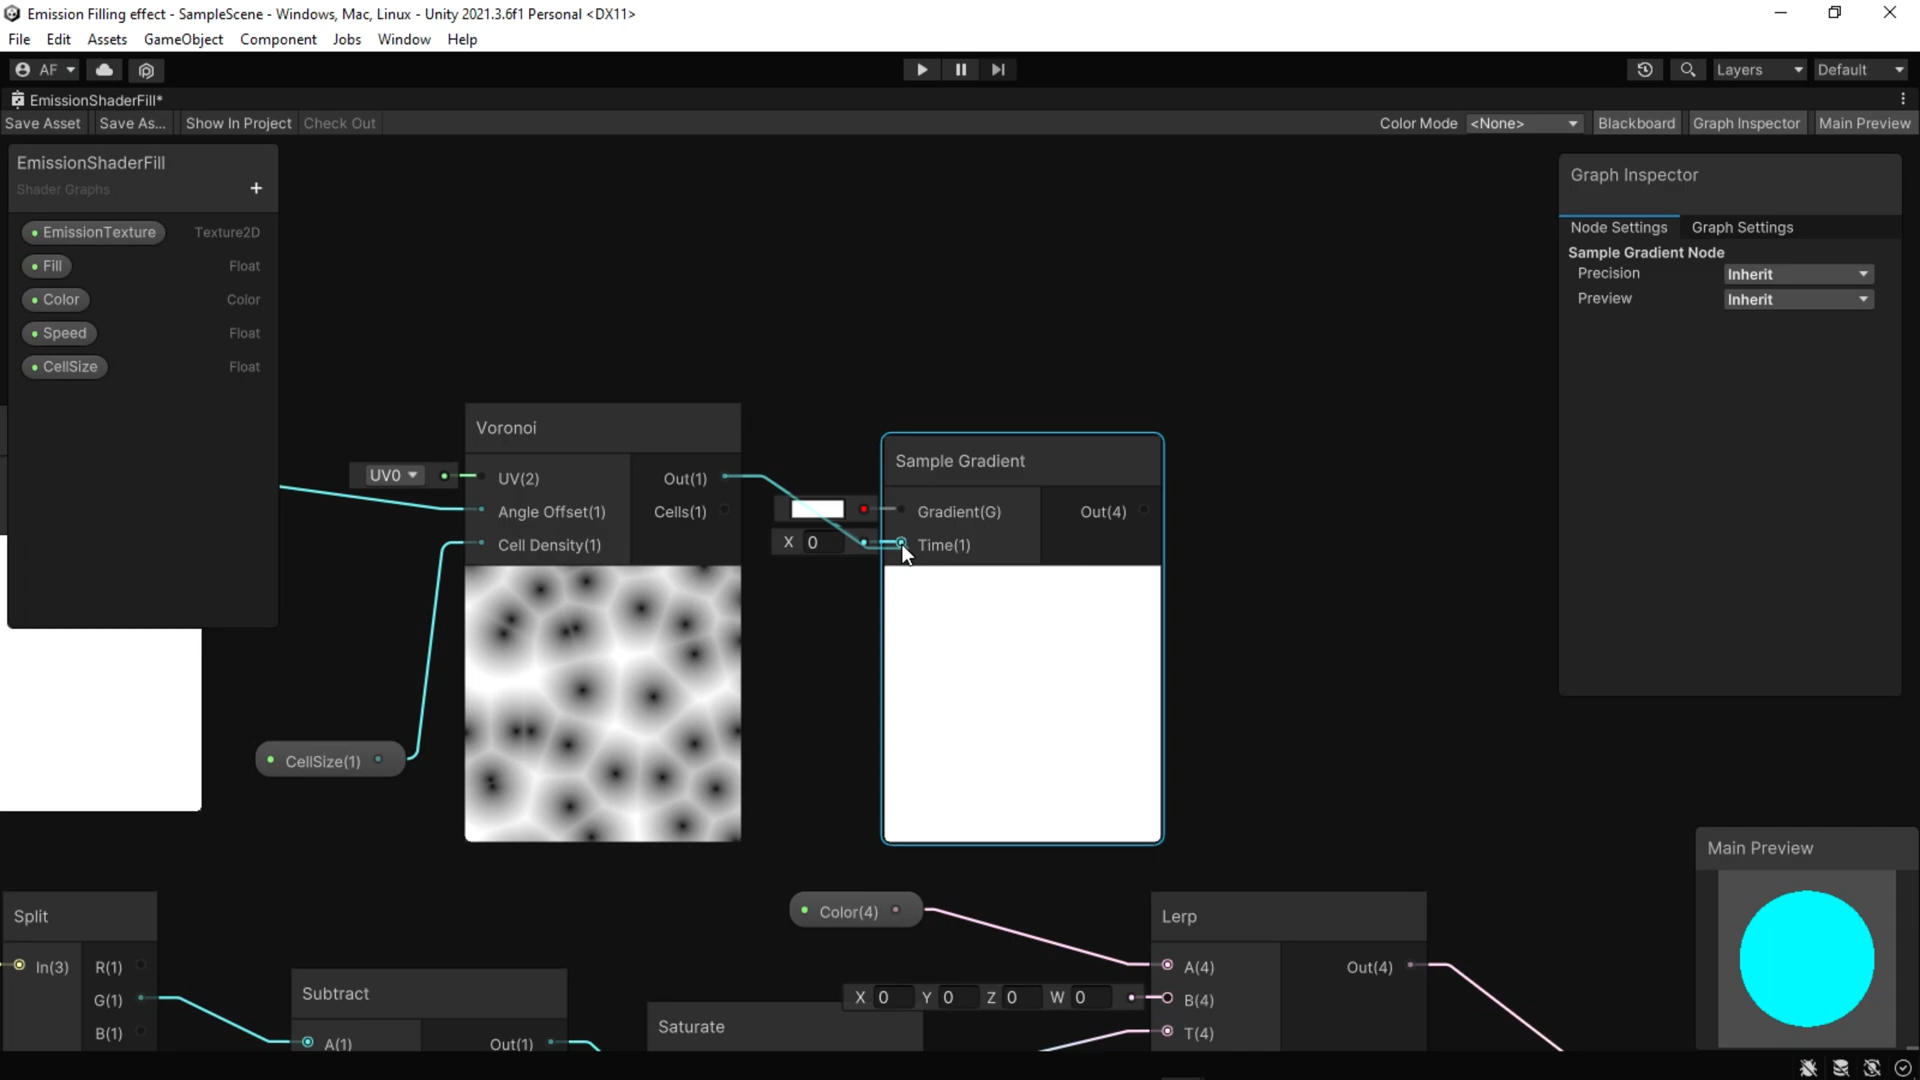 Emission Filling effect - SampleScene - Windows, Mac, Linux - Unity 2021.3.6f1 Personal <DX11>
File Edit Assets GameObject Component Jobs Window Help
AF Layers Default
EmissionShaderFill*
Save Asset Save As... Show In Project Check Out Color Mode <None> Blackboard Graph Inspector Main Preview
EmissionShaderFill
Shader Graphs +
EmissionTexture Texture2D
Fill Float
Color Color
Speed Float
CellSize Float
Graph Inspector
Node Settings Graph Settings
Sample Gradient Node
Precision Inherit
Preview Inherit
Voronoi
UV0 UV(2) Out(1)
Angle Offset(1) Cells(1)
Cell Density(1)
Sample Gradient
Gradient(G) Out(4)
X 0 Time(1)
CellSize(1)
Main Preview
Split
In(3) R(1)
G(1)
B(1)
Subtract
A(1) Out(1)
Saturate
Color(4)
X 0 Y 0 Z 0 W 0
Lerp
A(4) Out(4)
B(4)
T(4)